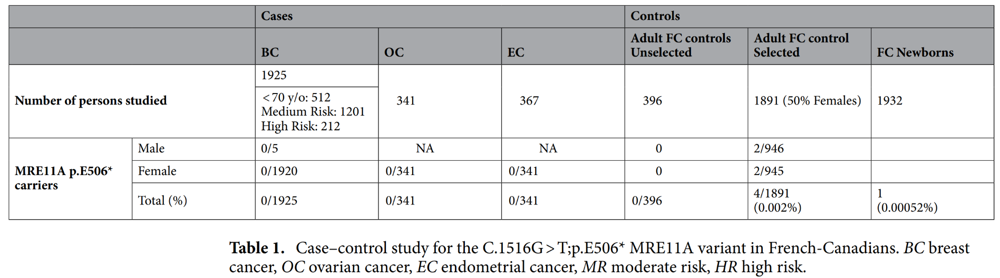 Cases Controls
BC OC EC Adult FC controls Unselected Adult FC control Selected FC Newborns
Number of persons studied 1925 341 367 396 1891 (50% Females) 1932
<70 y/o: 512
Medium Risk: 1201
High Risk: 212
MRE11A p.E506* carriers
Male 0/5 NA NA 0 2/946
Female 0/1920 0/341 0/341 0 2/945
Total (%) 0/1925 0/341 0/341 0/396 4/1891 (0.002%) 1 (0.00052%)
Table 1. Case–control study for the C.1516G > T;p.E506* MRE11A variant in French-Canadians. BC breast
cancer, OC ovarian cancer, EC endometrial cancer, MR moderate risk, HR high risk.